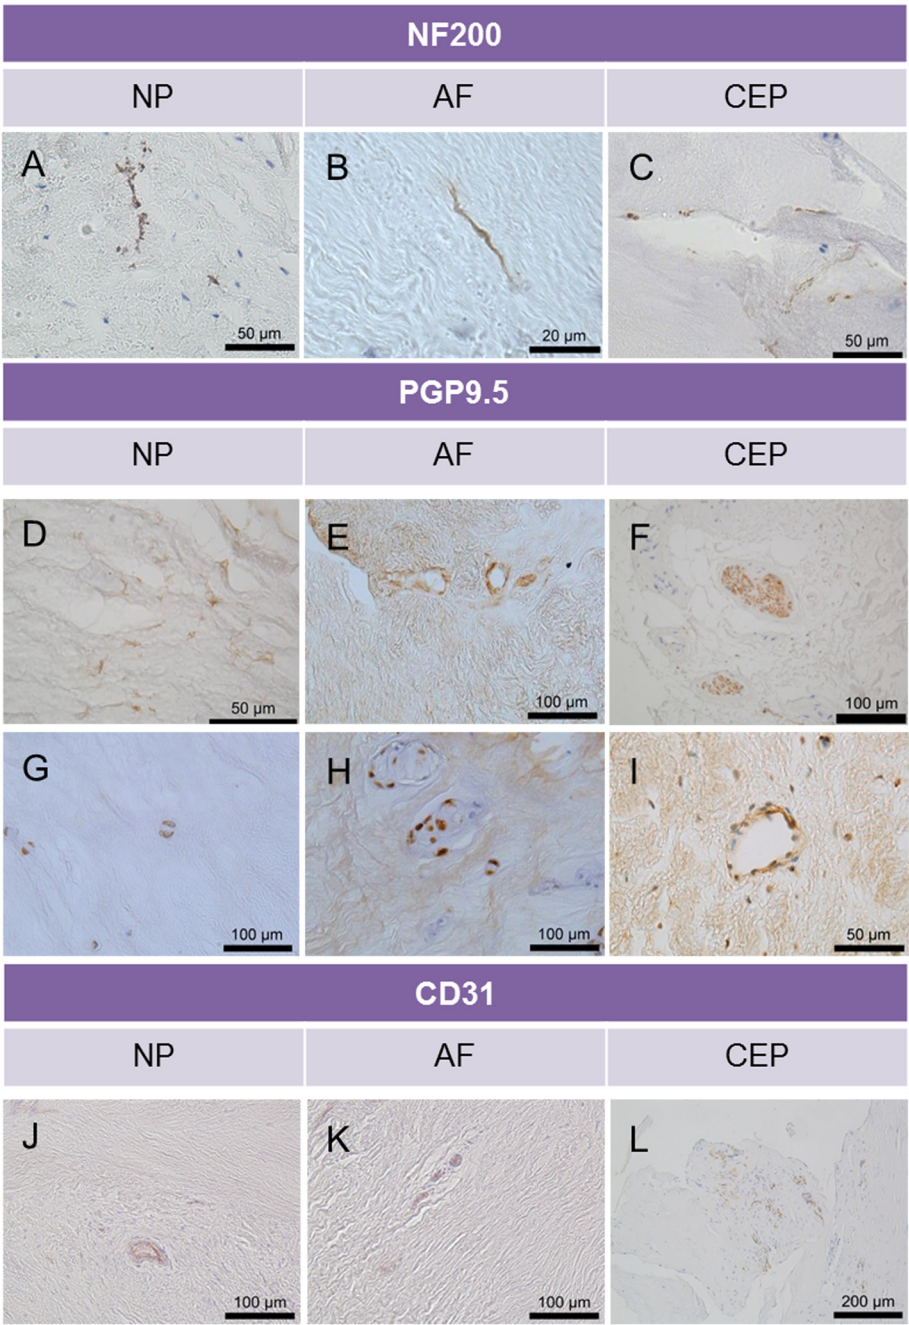 NF200
NP AF CEP
A B C
50 µm 20 µm 50 µm
PGP9.5
NP AF CEP
D E F
50 µm 100 µm 100 µm
G H I
100 µm 100 µm 50 µm
CD31
NP AF CEP
J K L
100 µm 100 µm 200 µm